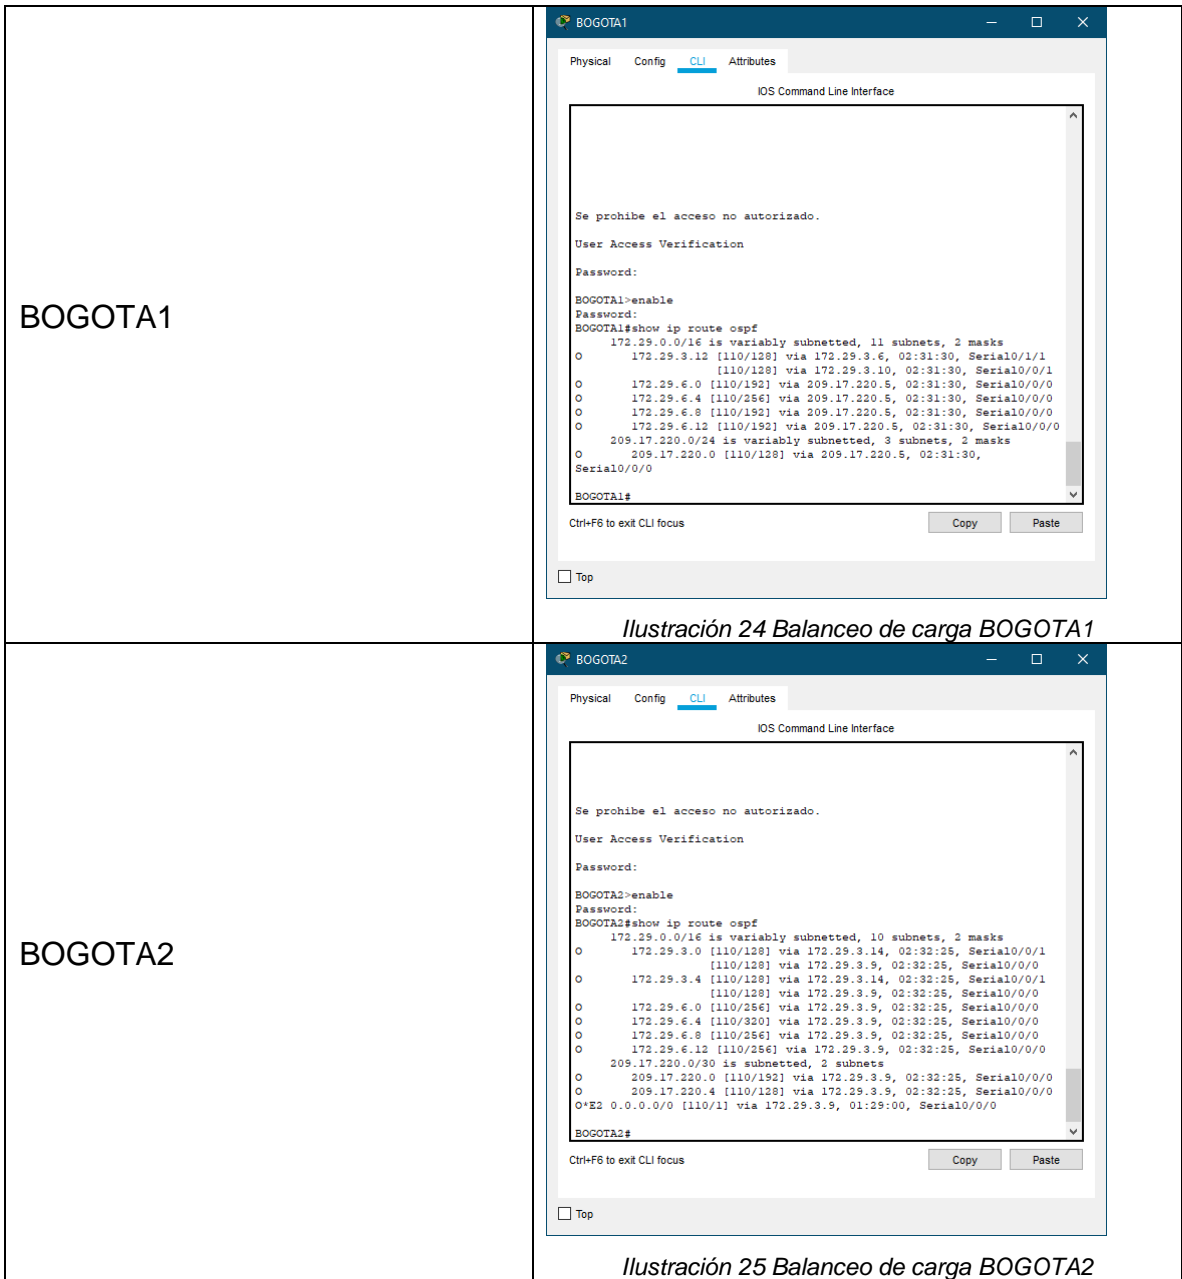 BOGOTA1
BOGOTA1
Physical Config CLI Attributes
IOS Command Line Interface
Se prohibe el acceso no autorizado.
User Access Verification
Password:
BOGOTA1>enable
Password:
BOGOTA1#show ip route ospf
172.29.0.0/16 is variably subnetted, 11 subnets, 2 masks
O 172.29.3.12 [110/128] via 172.29.3.6, 02:31:30, Serial0/1/1
[110/128] via 172.29.3.10, 02:31:30, Serial0/0/1
O 172.29.6.0 [110/192] via 209.17.220.5, 02:31:30, Serial0/0/0
O 172.29.6.4 [110/256] via 209.17.220.5, 02:31:30, Serial0/0/0
O 172.29.6.8 [110/192] via 209.17.220.5, 02:31:30, Serial0/0/0
O 172.29.6.12 [110/192] via 209.17.220.5, 02:31:30, Serial0/0/0
209.17.220.0/24 is variably subnetted, 3 subnets, 2 masks
O 209.17.220.0 [110/128] via 209.17.220.5, 02:31:30,
Serial0/0/0
BOGOTA1#
Ctrl+F6 to exit CLI focus Copy Paste
Top
Ilustración 24 Balanceo de carga BOGOTA1
BOGOTA2
BOGOTA2
Physical Config CLI Attributes
IOS Command Line Interface
Se prohibe el acceso no autorizado.
User Access Verification
Password:
BOGOTA2>enable
Password:
BOGOTA2#show ip route ospf
172.29.0.0/16 is variably subnetted, 10 subnets, 2 masks
O 172.29.3.0 [110/128] via 172.29.3.14, 02:32:25, Serial0/0/1
[110/128] via 172.29.3.9, 02:32:25, Serial0/0/0
O 172.29.3.4 [110/128] via 172.29.3.14, 02:32:25, Serial0/0/1
[110/128] via 172.29.3.9, 02:32:25, Serial0/0/0
O 172.29.6.0 [110/256] via 172.29.3.9, 02:32:25, Serial0/0/0
O 172.29.6.4 [110/320] via 172.29.3.9, 02:32:25, Serial0/0/0
O 172.29.6.8 [110/256] via 172.29.3.9, 02:32:25, Serial0/0/0
O 172.29.6.12 [110/256] via 172.29.3.9, 02:32:25, Serial0/0/0
209.17.220.0/30 is subnetted, 2 subnets
O 209.17.220.0 [110/192] via 172.29.3.9, 02:32:25, Serial0/0/0
O 209.17.220.4 [110/128] via 172.29.3.9, 02:32:25, Serial0/0/0
O*E2 0.0.0.0/0 [110/1] via 172.29.3.9, 01:29:00, Serial0/0/0
BOGOTA2#
Ctrl+F6 to exit CLI focus Copy Paste
Top
Ilustración 25 Balanceo de carga BOGOTA2